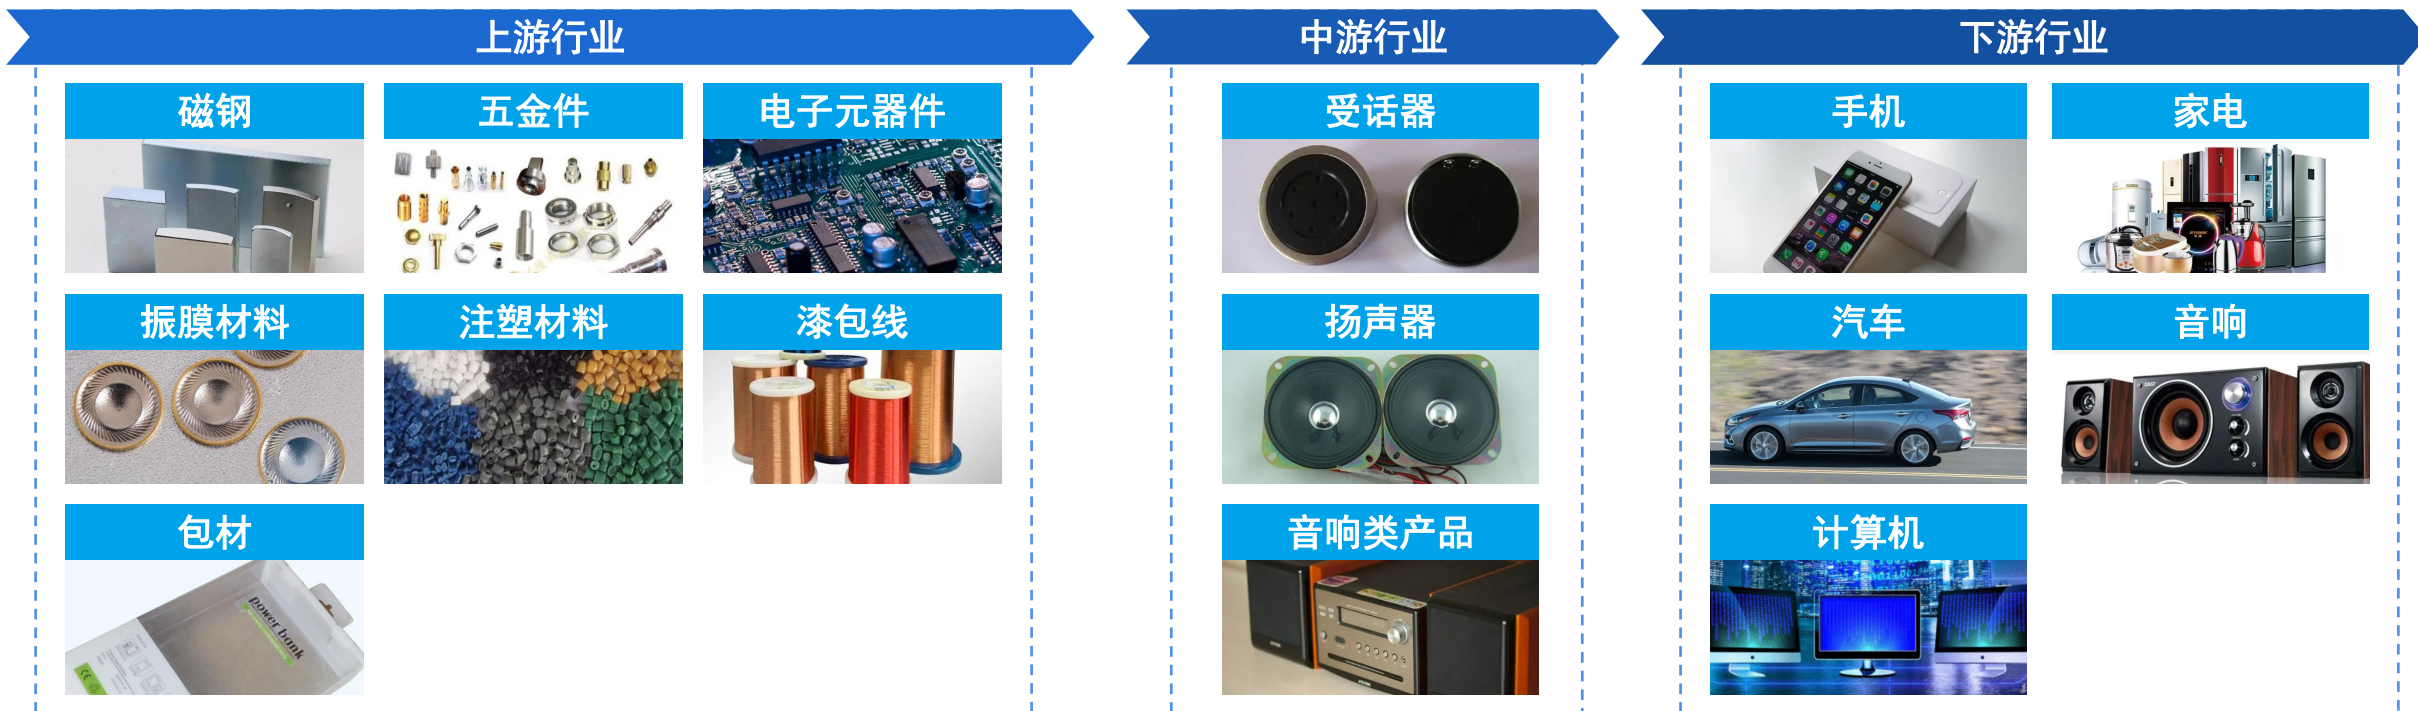 上游行业
中游行业
下游行业
磁钢
五金件
电子元器件
受话器
手机
家电
振膜材料
注塑材料
漆包线
扬声器
汽车
音响
包材
音响类产品
计算机
power bank